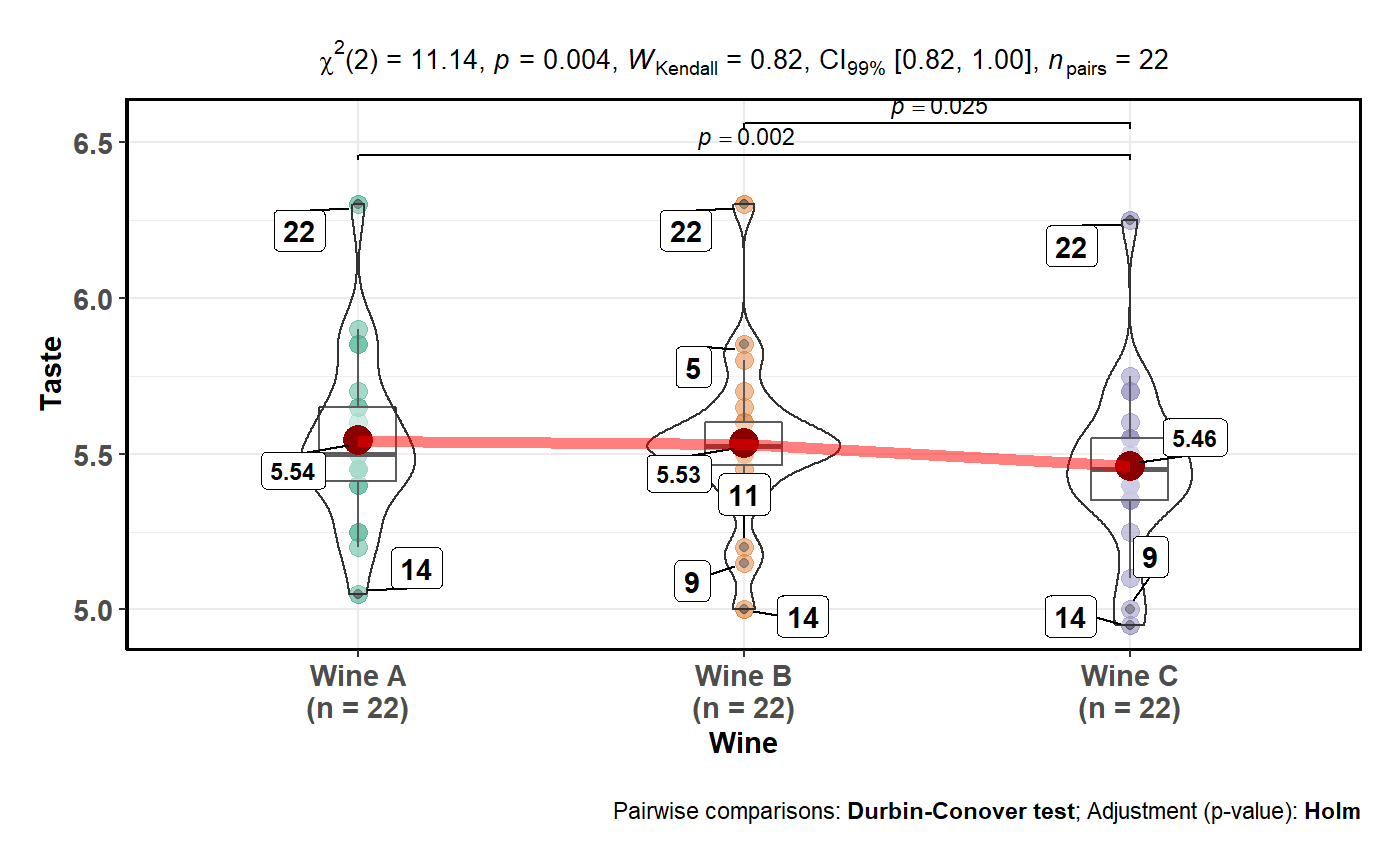 χ2(2) = 11.14, p = 0.004, WKendall = 0.82, CI99% [0.82, 1.00], npairs = 22
p = 0.025
p = 0.002
6.5
6.0
5.5
5.0
Taste
22
22
22
5
5.54
5.53
5.46
11
14
9
9
14
14
Wine A
(n = 22)
Wine B
(n = 22)
Wine C
(n = 22)
Wine
Pairwise comparisons: Durbin-Conover test; Adjustment (p-value): Holm